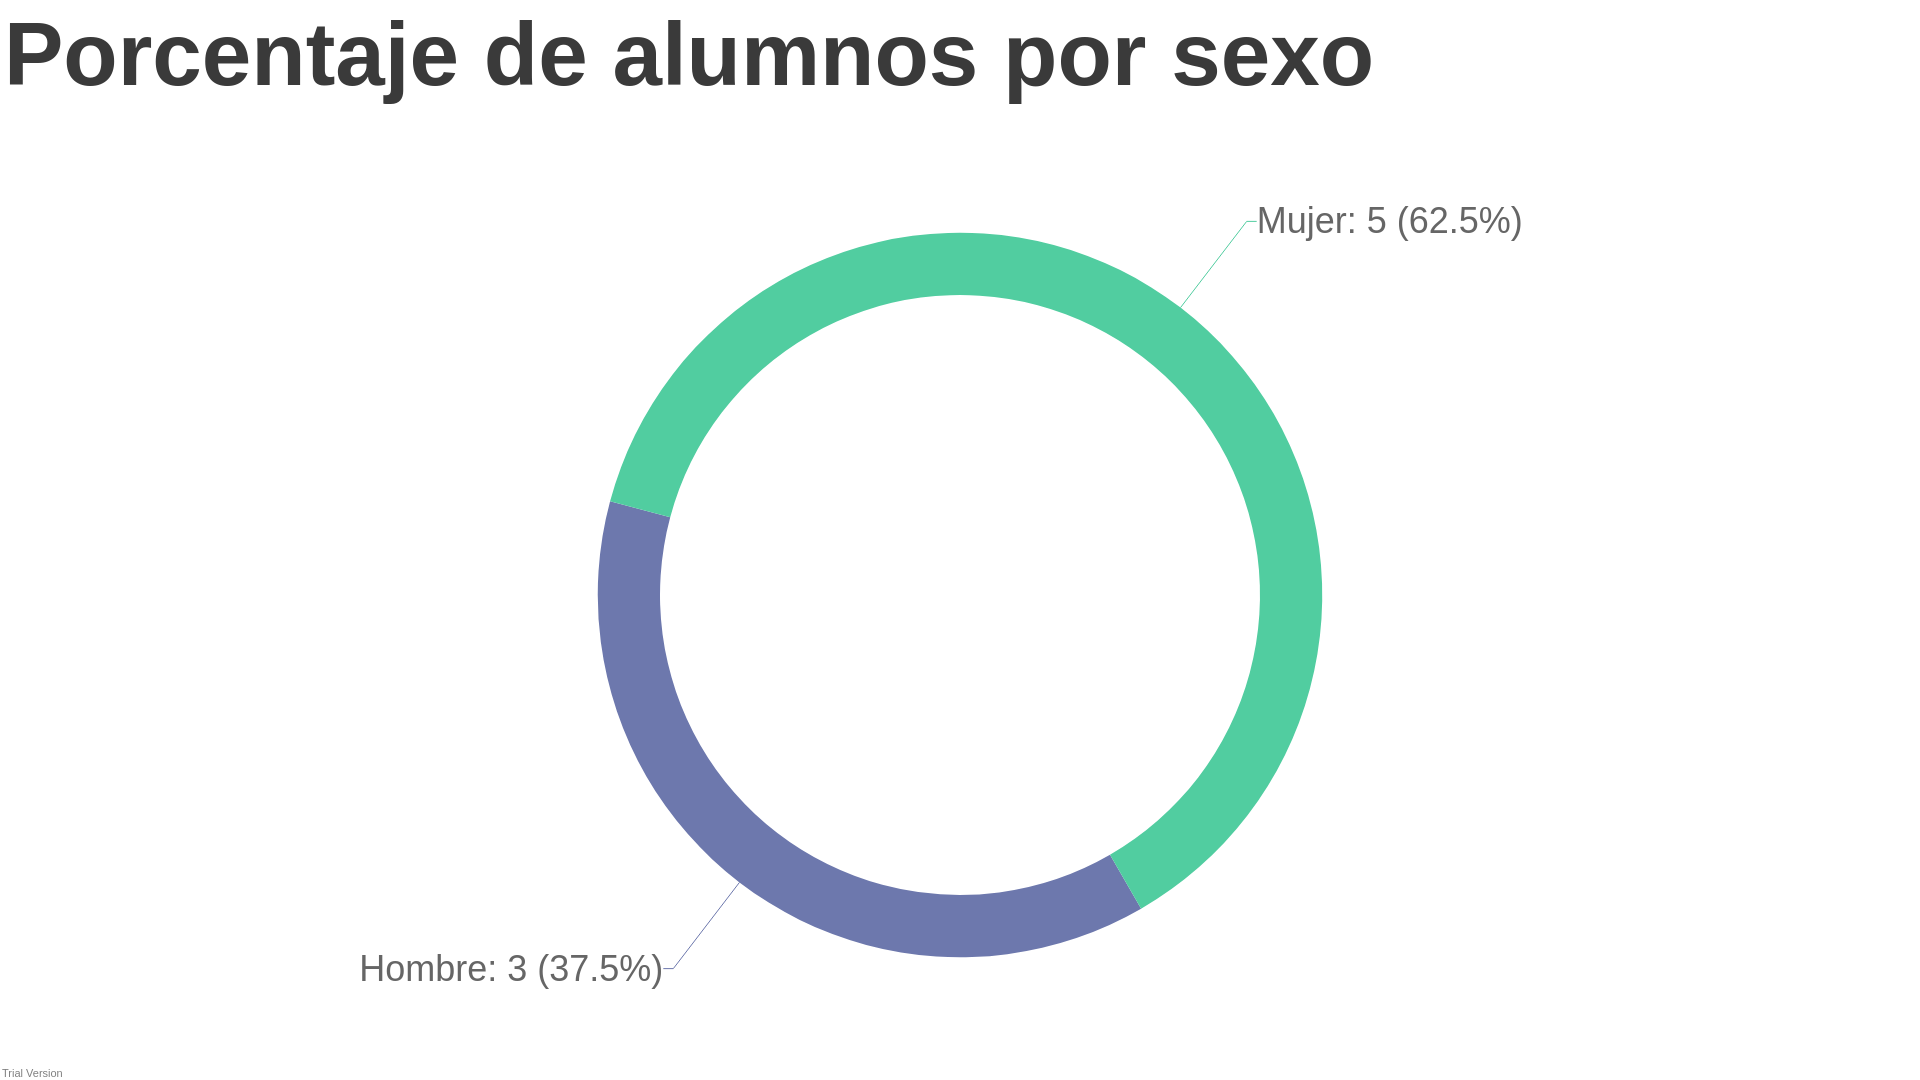 Porcentaje de alumnos por sexo
Mujer: 5 (62.5%)
Hombre: 3 (37.5%)
Trial Version